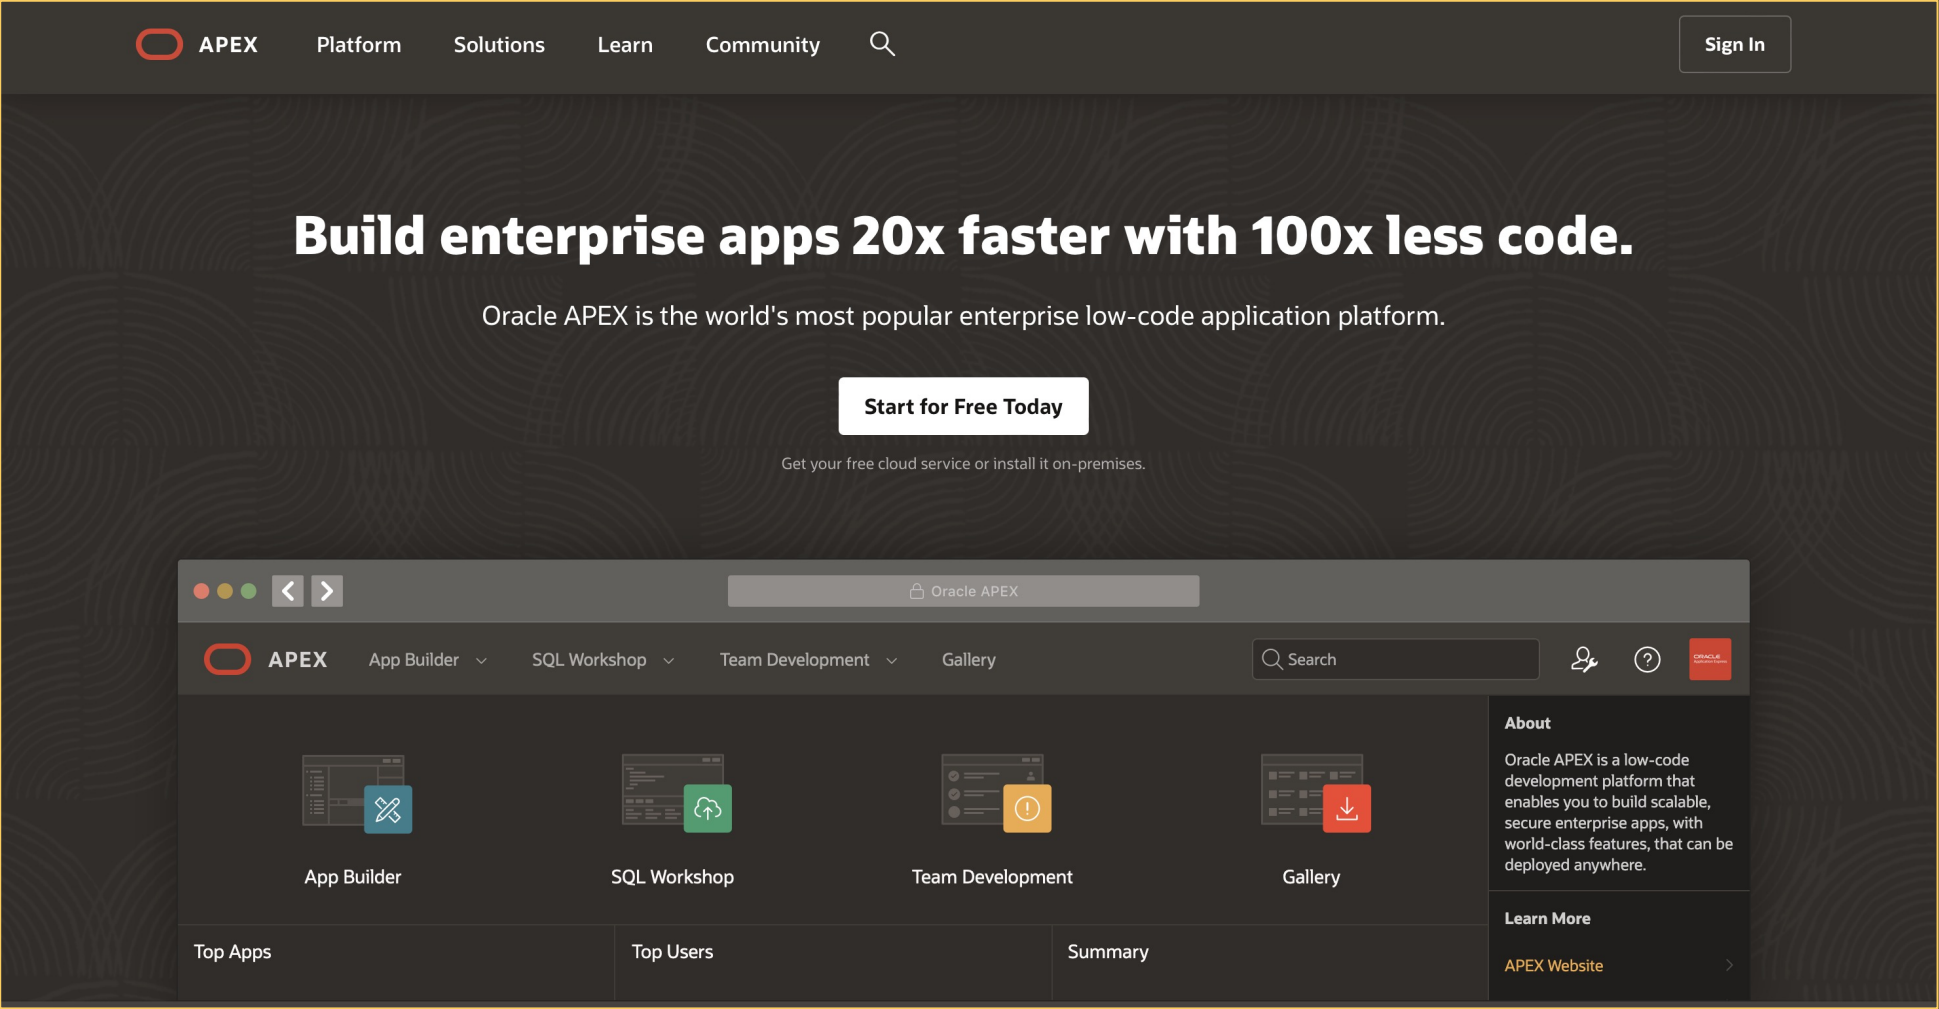 APEX
Platform
Solutions
Learn
Community
Sign In
Build enterprise apps 20x faster with 100x less code.
Oracle APEX is the world's most popular enterprise low-code application platform.
Start for Free Today
Get your free cloud service or install it on-premises.
Oracle APEX
APEX
App Builder
SQL Workshop
Team Development
Gallery
Search
ORACLE
Application Express
App Builder
SQL Workshop
Team Development
Gallery
Top Apps
Top Users
Summary
About
Oracle APEX is a low-code
development platform that
enables you to build scalable,
secure enterprise apps, with
world-class features, that can be
deployed anywhere.
Learn More
APEX Website